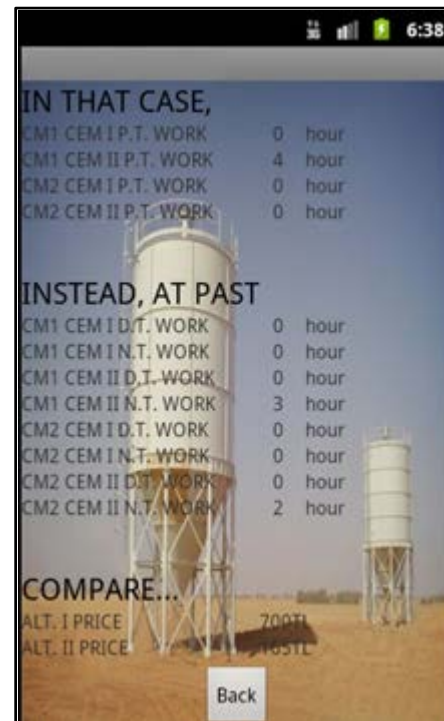 3G 6:38
IN THAT CASE,
CM1 CEM I P.T. WORK 0 hour
CM1 CEM II P.T. WORK 4 hour
CM2 CEM I P.T. WORK 0 hour
CM2 CEM II P.T. WORK 0 hour
INSTEAD, AT PAST
CM1 CEM I D.T. WORK 0 hour
CM1 CEM I N.T. WORK 0 hour
CM1 CEM II D.T. WORK 0 hour
CM1 CEM II N.T. WORK 3 hour
CM2 CEM I D.T. WORK 0 hour
CM2 CEM I N.T. WORK 0 hour
CM2 CEM II D.T. WORK 0 hour
CM2 CEM II N.T. WORK 2 hour
COMPARE...
ALT. I PRICE 700TL
ALT. II PRICE
Back